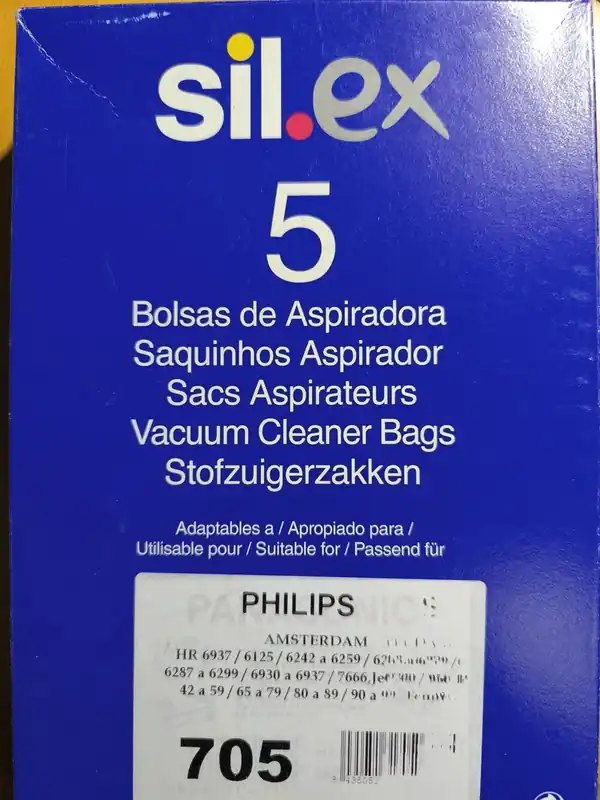 sil.ex
5
Bolsas de Aspiradora
Saquinhos Aspirador
Sacs Aspirateurs
Vacuum Cleaner Bags
Stofzuigerzakken
Adaptables a / Apropiado para /
Utilisable pour / Suitable for / Passend für
PHILIPS
AMSTERDAM
HR 6937 / 6125 / 6242 a 6259 /
6287 a 6299 / 6930 a 6937 / 7666,
42 a 59 / 65 a 79 / 80 a 89 / 90 a
705